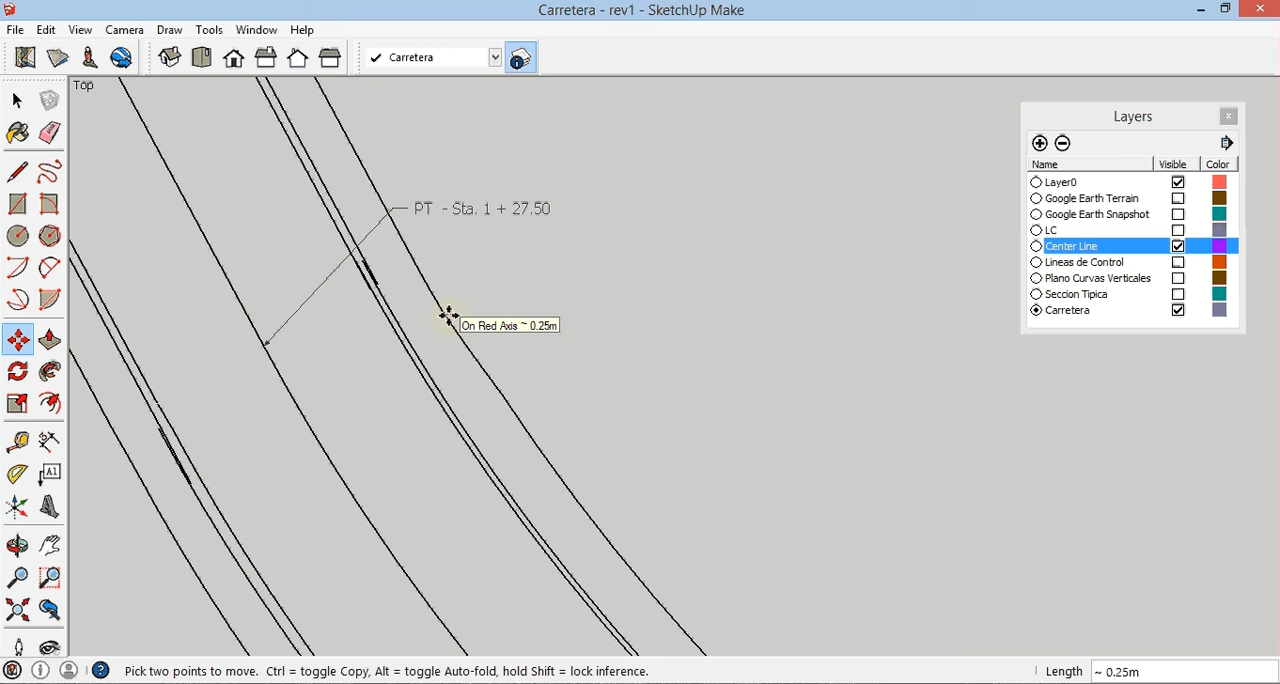 Carretera - rev1 - SketchUp Make
File Edit View Camera Draw Tools Window Help
✓ Carretera
Top
Layers
Name Visible Color
Layer0
Google Earth Terrain
Google Earth Snapshot
LC
Center Line
Lineas de Control
Plano Curvas Verticales
Seccion Tipica
Carretera
PT - Sta. 1 + 27.50
On Red Axis ~ 0.25m
A1
Pick two points to move. Ctrl = toggle Copy, Alt = toggle Auto-fold, hold Shift = lock inference.
Length ~ 0.25m